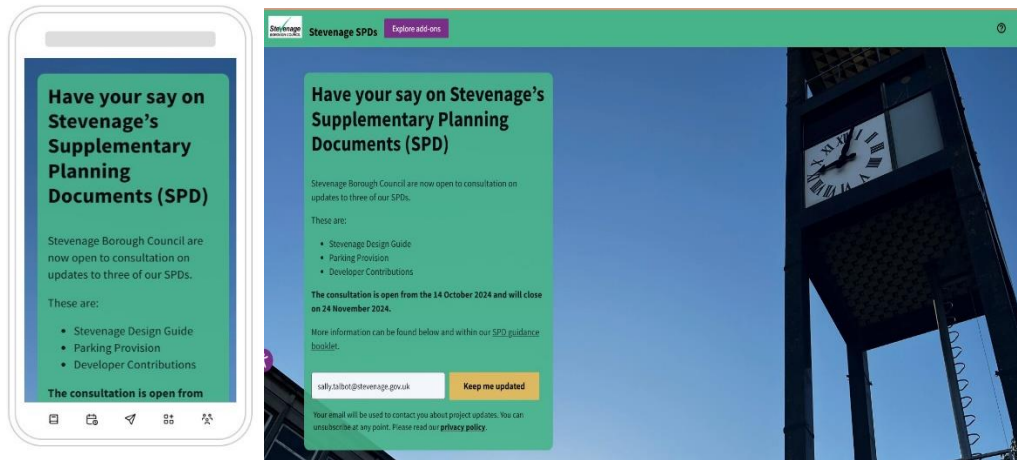 Have your say on
Stevenage's
Supplementary
Planning
Documents (SPD)
Stevenage Borough Council are
now open to consultation on
updates to three of our SPDs.
These are:
• Stevenage Design Guide
• Parking Provision
• Developer Contributions
The consultation is open from
Stevenage
BOROUGH COUNCIL
Stevenage SPDs
Explore add-ons
Have your say on Stevenage's
Supplementary Planning
Documents (SPD)
Stevenage Borough Council are now open to consultation on
updates to three of our SPDs.
These are:
• Stevenage Design Guide
• Parking Provision
• Developer Contributions
The consultation is open from the 14 October 2024 and will close
on 24 November 2024.
More information can be found below and within our SPD guidance
booklet.
sally.talbot@stevenage.gov.uk
Keep me updated
Your email will be used to contact you about project updates. You can
unsubscribe at any point. Please read our privacy policy.